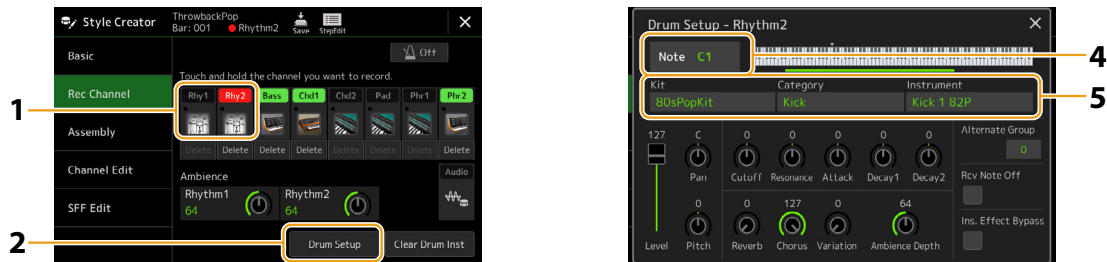 Style Creator
ThrowbackPop
Bar: 001 Rhythm2
Save StepEdit
Basic
Off
Touch and hold the channel you want to record.
Rec Channel
Rhy1 Rhy2 Bass Chd1 Chd2 Pad Phr1 Phr2
1
Assembly
Delete Delete Delete Delete Delete Delete Delete Delete
Channel Edit
Ambience
Audio
Rhythm1
64
Rhythm2
64
SFF Edit
2
Drum Setup
Clear Drum Inst
Drum Setup - Rhythm2
Note C1
4
Kit Category Instrument
80sPopKit Kick Kick 1 82P
5
127 C 0 0 0 0 0
Alternate Group
0
Pan Cutoff Resonance Attack Decay1 Decay2
Rcv Note Off
0 0 127 0 64
Ins. Effect Bypass
Level Pitch Reverb Chorus Variation Ambience Depth